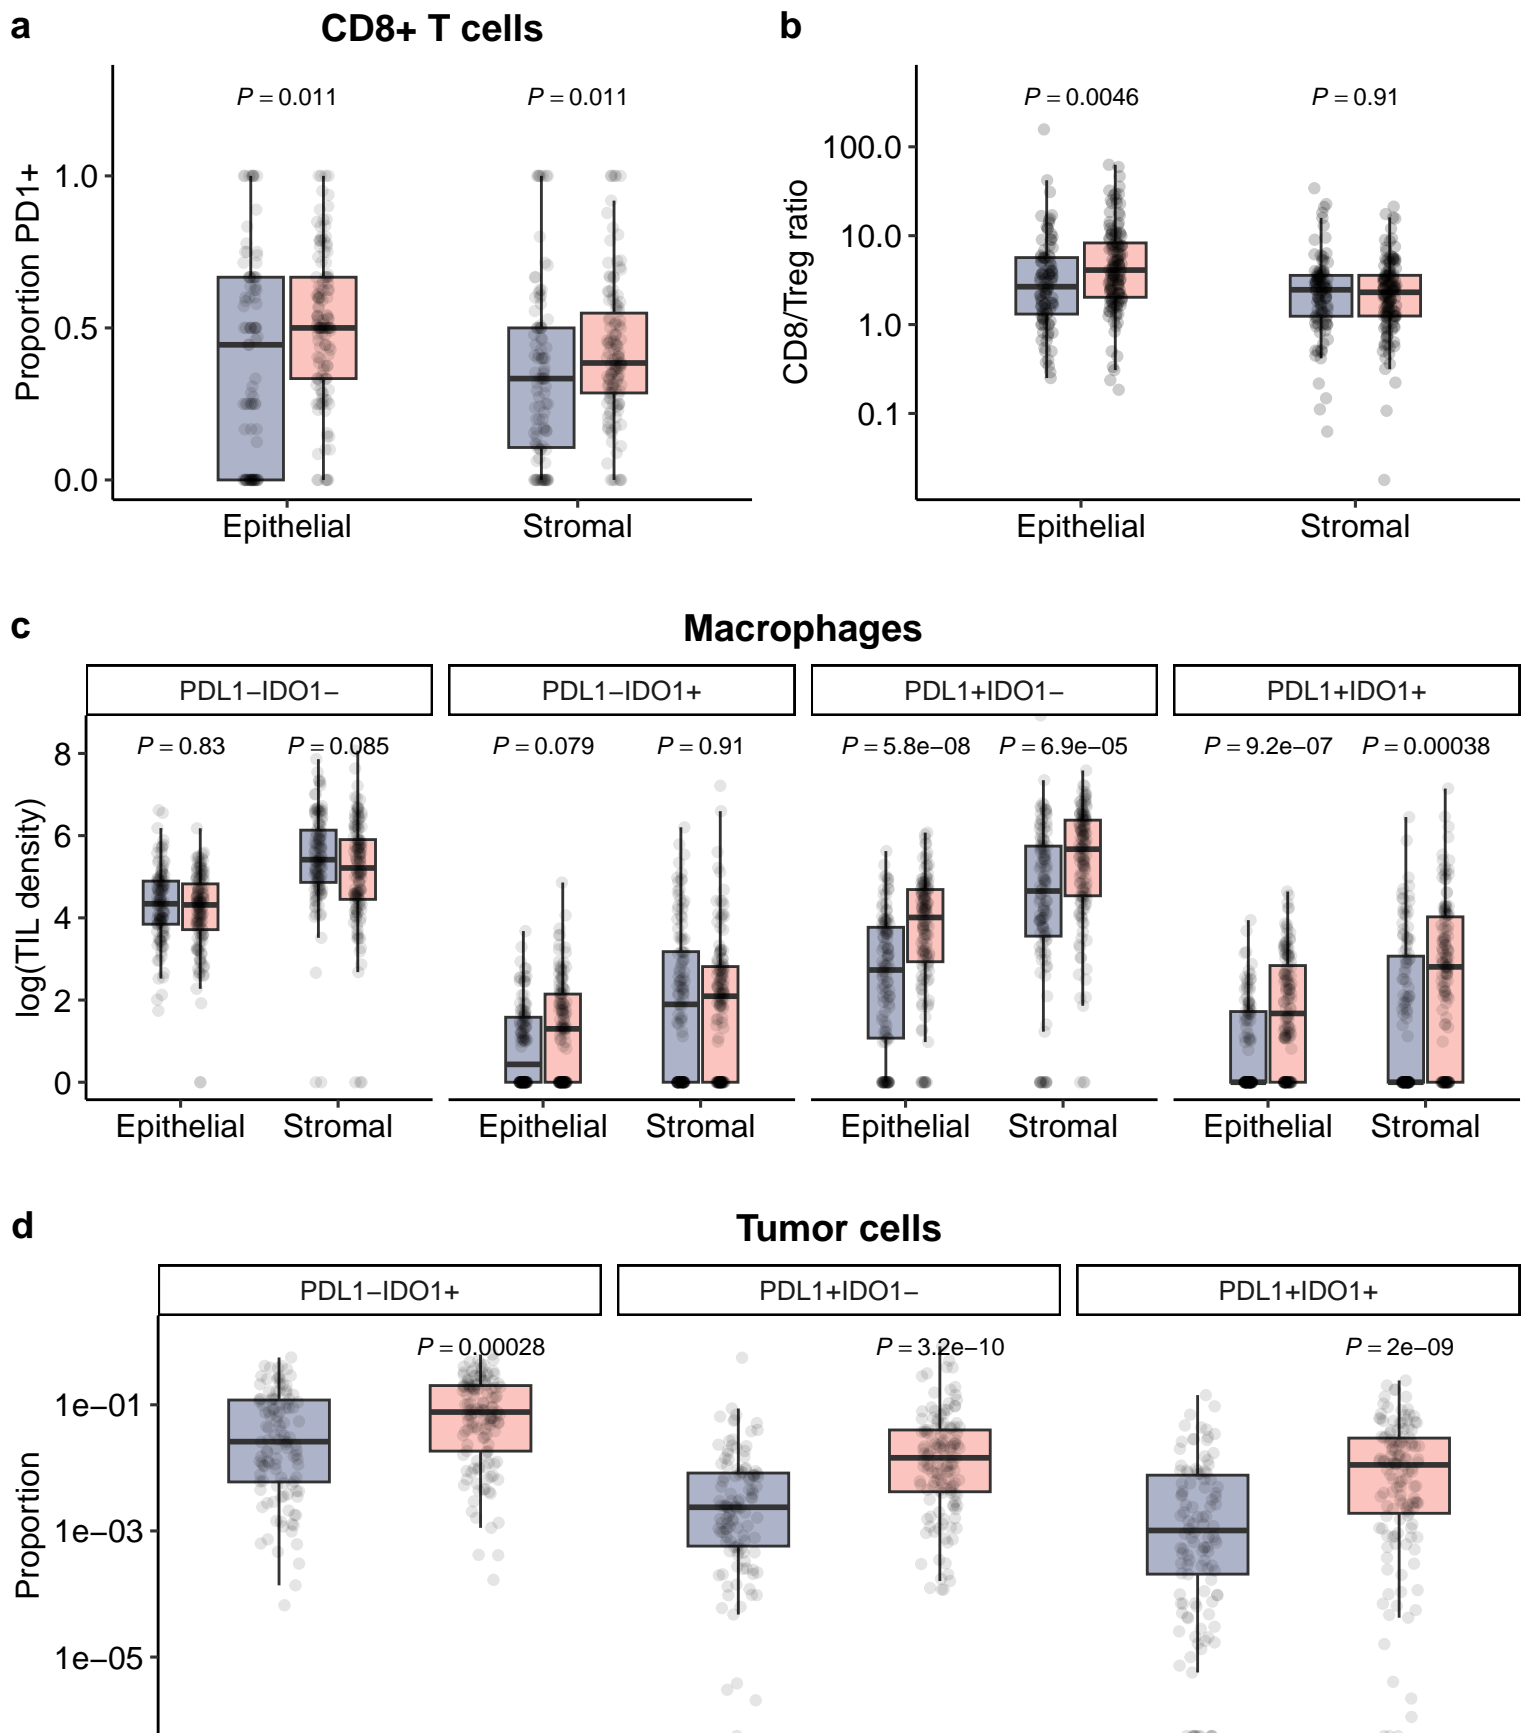 a
CD8+ T cells
P = 0.011
P = 0.011
Proportion PD1+
1.0
0.5
0.0
Epithelial
Stromal
b
P = 0.0046
P = 0.91
CD8/Treg ratio
100.0
10.0
1.0
0.1
Epithelial
Stromal
c
Macrophages
PDL1−IDO1−
PDL1−IDO1+
PDL1+IDO1−
PDL1+IDO1+
P = 0.83
P = 0.085
P = 0.079
P = 0.91
P = 5.8e−08
P = 6.9e−05
P = 9.2e−07
P = 0.00038
log(TIL density)
8
6
4
2
0
Epithelial
Stromal
Epithelial
Stromal
Epithelial
Stromal
Epithelial
Stromal
d
Tumor cells
PDL1−IDO1+
PDL1+IDO1−
PDL1+IDO1+
P = 0.00028
P = 3.2e−10
P = 2e−09
Proportion
1e−01
1e−03
1e−05